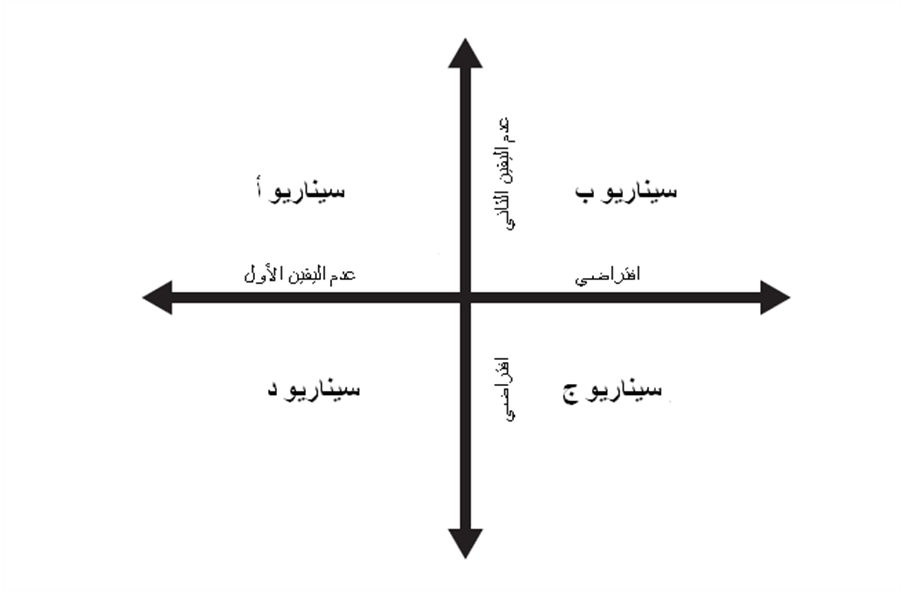 عدم اليقين الثاني
سيناريو ب
سيناريو أ
افتراضي
عدم اليقين الأول
افتراضي
سيناريو ج
سيناريو د